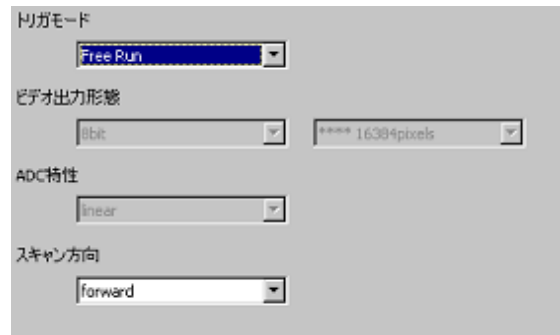 トリガモード
Free Run
ビデオ出力形態
8bit **** 16384pixels
ADC特性
linear
スキャン方向
forward